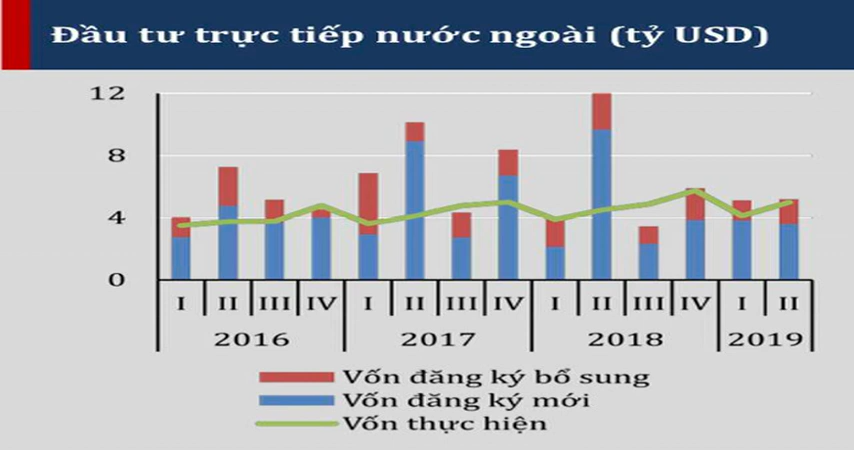 Đầu tư trực tiếp nước ngoài (tỷ USD)
12
8
4
0
I II III IV I II III IV I II III IV I II
2016 2017 2018 2019
Vốn đăng ký bổ sung
Vốn đăng ký mới
Vốn thực hiện